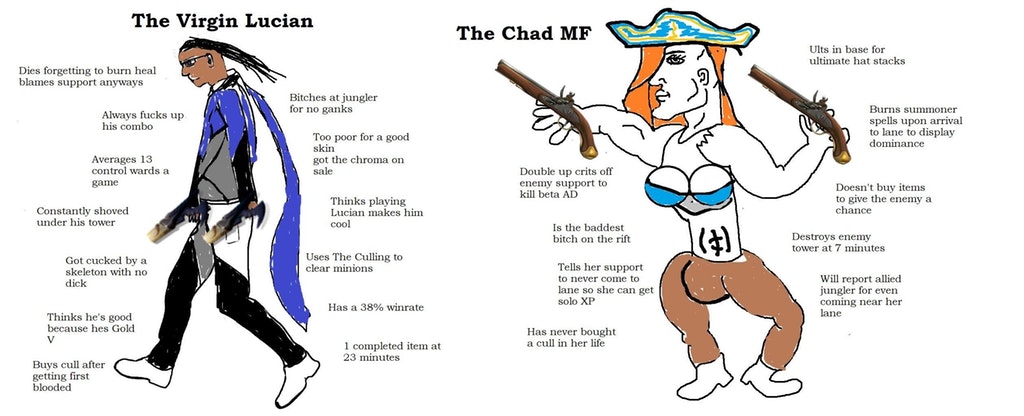 The Virgin Lucian
Dies forgetting to burn heal
blames support anyways
Always fucks up
his combo
Averages 13
control wards a
game
Constantly shoved
under his tower
Got cucked by a
skeleton with no
dick
Thinks he's good
because hes Gold
V
Buys cull after
getting first
blooded
Bitches at jungler
for no ganks
Too poor for a good
skin
got the chroma on
sale
Thinks playing
Lucian makes him
cool
Uses The Culling to
clear minions
Has a 38% winrate
1 completed item at
23 minutes
The Chad MF
Double up crits off
enemy support to
kill beta AD
Is the baddest
bitch on the rift
Tells her support
to never come to
lane so she can get
solo XP
Has never bought
a cull in her life
Ults in base for
ultimate hat stacks
Burns summoner
spells upon arrival
to lane to display
dominance
Doesn't buy items
to give the enemy a
chance
Destroys enemy
tower at 7 minutes
Will report allied
jungler for even
coming near her
lane